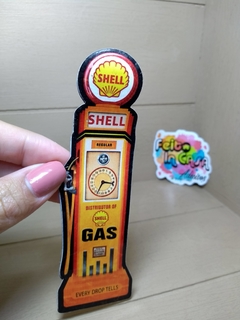 SHELL
SHELL
REGULAR
DISTRIBUTOR OF
SHELL
GAS
EVERY DROP TELLS
Feito
in Casa